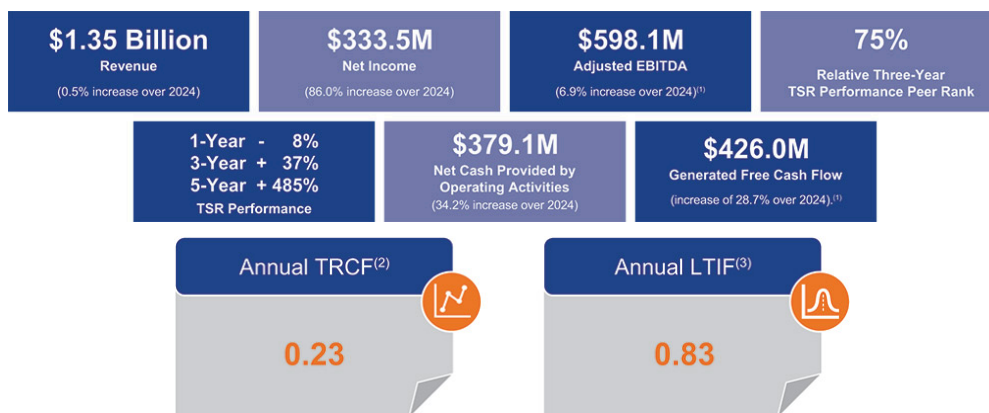 $1.35 Billion
Revenue
(0.5% increase over 2024)
$333.5M
Net Income
(86.0% increase over 2024)
$598.1M
Adjusted EBITDA
(6.9% increase over 2024)(1)
75%
Relative Three-Year
TSR Performance Peer Rank
1-Year - 8%
3-Year + 37%
5-Year + 485%
TSR Performance
$379.1M
Net Cash Provided by
Operating Activities
(34.2% increase over 2024)
$426.0M
Generated Free Cash Flow
(increase of 28.7% over 2024).(1)
Annual TRCF(2)
0.23
Annual LTIF(3)
0.83